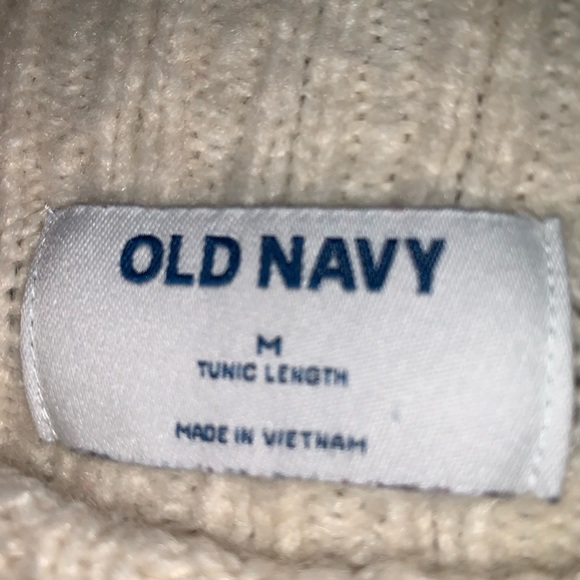 OLD NAVY
M
TUNIC LENGTH
MADE IN VIETNAM